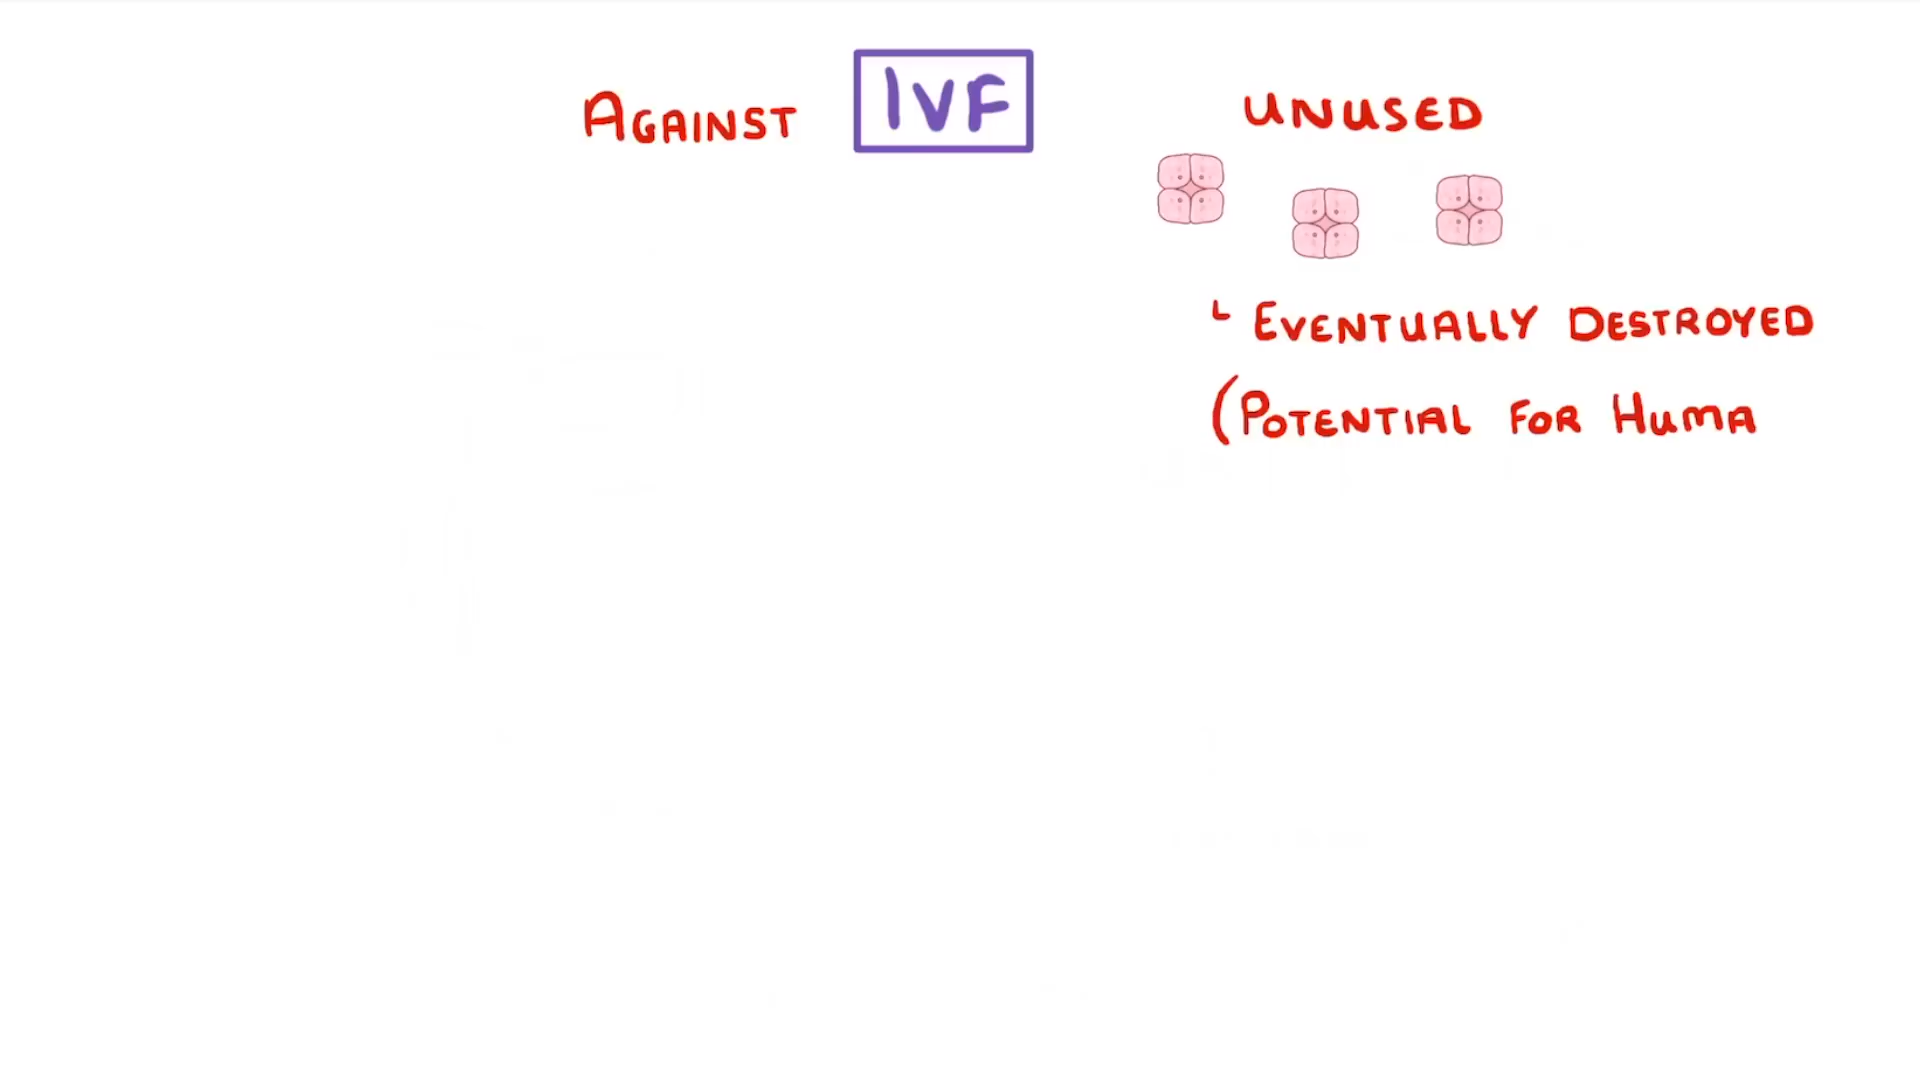 AGAINST IVF UNUSED
└ EVENTUALLY DESTROYED
(POTENTIAL FOR HUMA